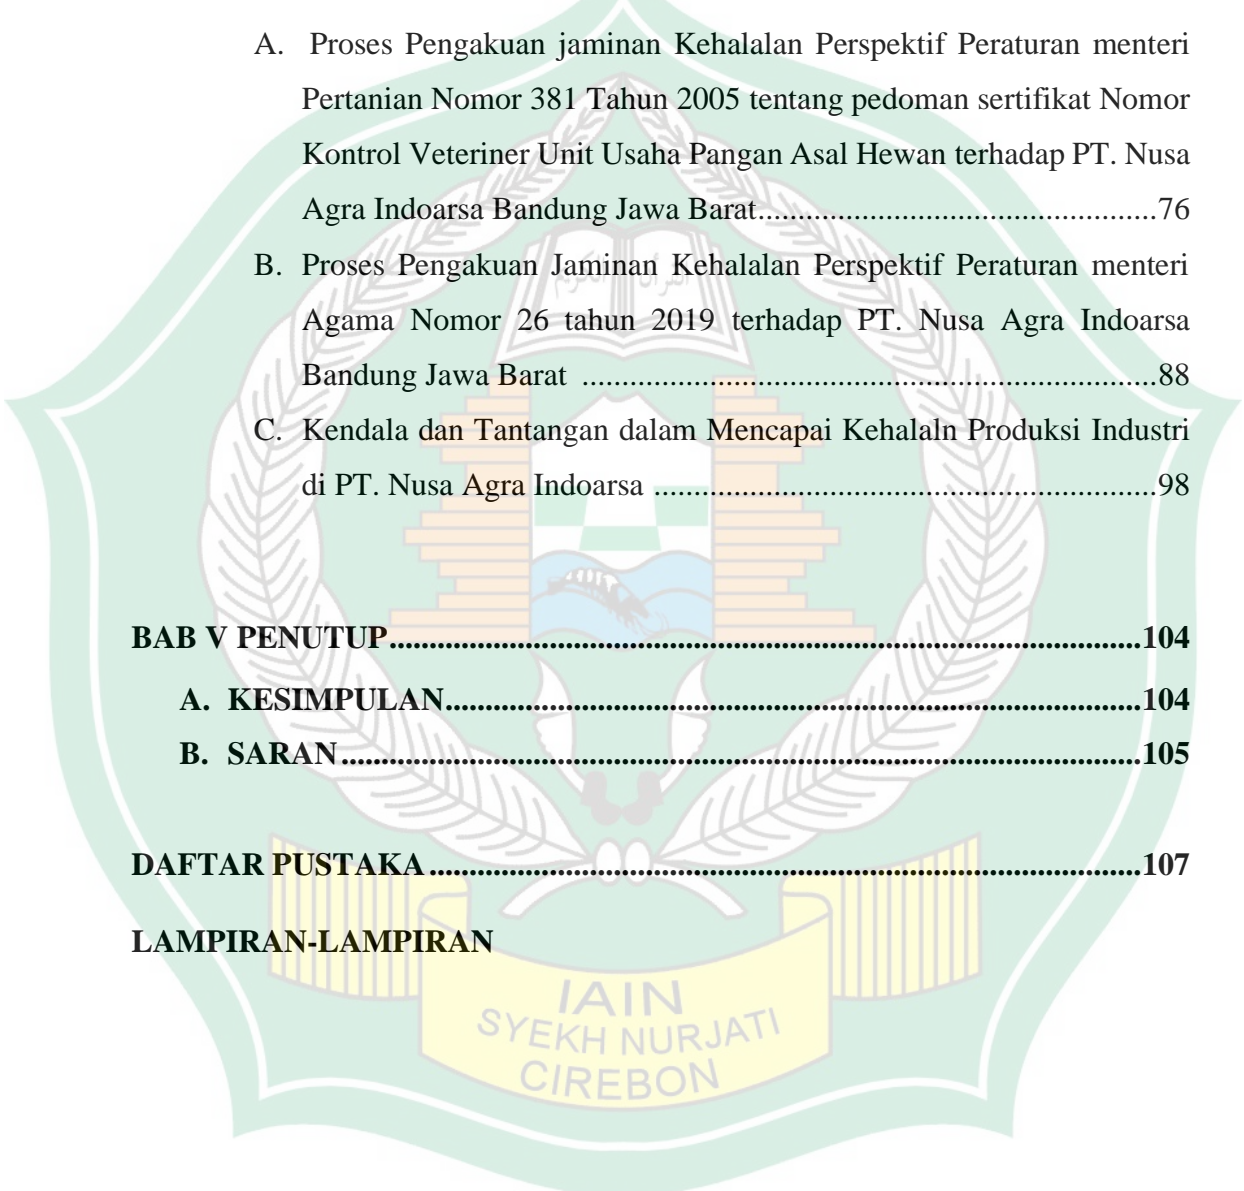 A. Proses Pengakuan jaminan Kehalalan Perspektif Peraturan menteri
Pertanian Nomor 381 Tahun 2005 tentang pedoman sertifikat Nomor
Kontrol Veteriner Unit Usaha Pangan Asal Hewan terhadap PT. Nusa
Agra Indoarsa Bandung Jawa Barat..................................................76
B. Proses Pengakuan Jaminan Kehalalan Perspektif Peraturan menteri
Agama Nomor 26 tahun 2019 terhadap PT. Nusa Agra Indoarsa
Bandung Jawa Barat ........................................................................88
C. Kendala dan Tantangan dalam Mencapai Kehalaln Produksi Industri
di PT. Nusa Agra Indoarsa ...............................................................98
BAB V PENUTUP..............................................................................................104
A. KESIMPULAN.......................................................................................104
B. SARAN....................................................................................................105
DAFTAR PUSTAKA.........................................................................................107
LAMPIRAN-LAMPIRAN
IAIN
SYEKH NURJATI
CIREBON